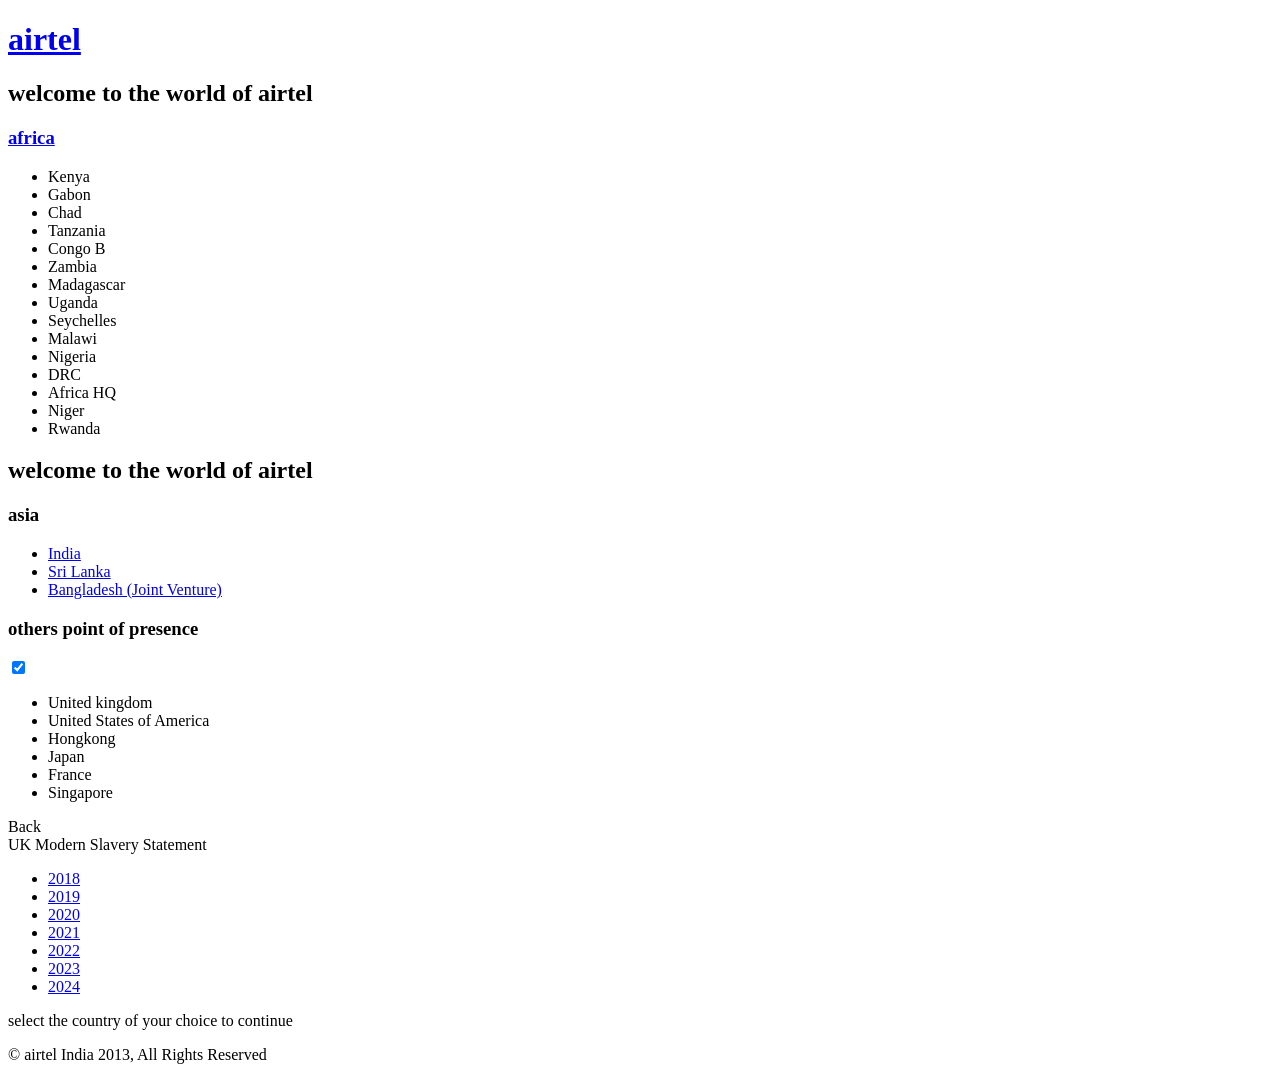 airtel
welcome to the world of airtel
africa
Kenya
Gabon
Chad
Tanzania
Congo B
Zambia
Madagascar
Uganda
Seychelles
Malawi
Nigeria
DRC
Africa HQ
Niger
Rwanda
welcome to the world of airtel
asia
India
Sri Lanka
Bangladesh (Joint Venture)
others point of presence
United kingdom
United States of America
Hongkong
Japan
France
Singapore
Back
UK Modern Slavery Statement
2018
2019
2020
2021
2022
2023
2024
select the country of your choice to continue
© airtel India 2013, All Rights Reserved